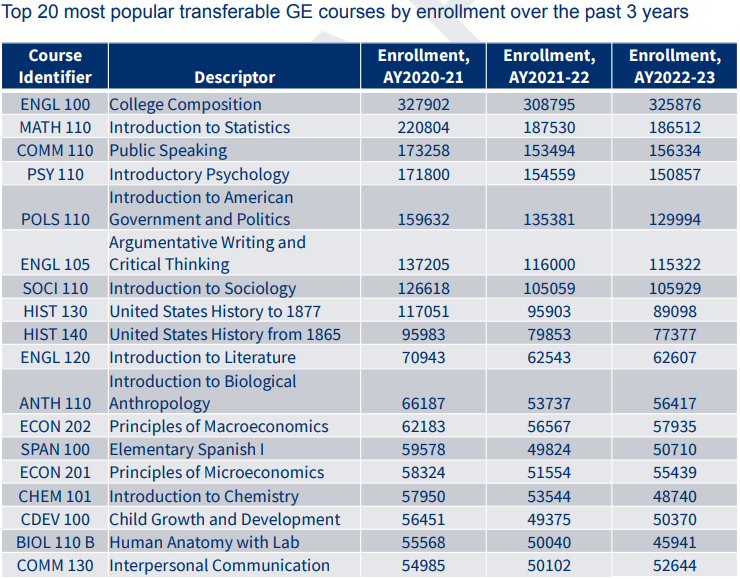 Top 20 most popular transferable GE courses by enrollment over the past 3 years
Course Identifier Descriptor Enrollment, AY2020-21 Enrollment, AY2021-22 Enrollment, AY2022-23
ENGL 100 College Composition 327902 308795 325876
MATH 110 Introduction to Statistics 220804 187530 186512
COMM 110 Public Speaking 173258 153494 156334
PSY 110 Introductory Psychology 171800 154559 150857
POLS 110 Introduction to American Government and Politics 159632 135381 129994
ENGL 105 Argumentative Writing and Critical Thinking 137205 116000 115322
SOCI 110 Introduction to Sociology 126618 105059 105929
HIST 130 United States History to 1877 117051 95903 89098
HIST 140 United States History from 1865 95983 79853 77377
ENGL 120 Introduction to Literature 70943 62543 62607
ANTH 110 Introduction to Biological Anthropology 66187 53737 56417
ECON 202 Principles of Macroeconomics 62183 56567 57935
SPAN 100 Elementary Spanish I 59578 49824 50710
ECON 201 Principles of Microeconomics 58324 51554 55439
CHEM 101 Introduction to Chemistry 57950 53544 48740
CDEV 100 Child Growth and Development 56451 49375 50370
BIOL 110 B Human Anatomy with Lab 55568 50040 45941
COMM 130 Interpersonal Communication 54985 50102 52644